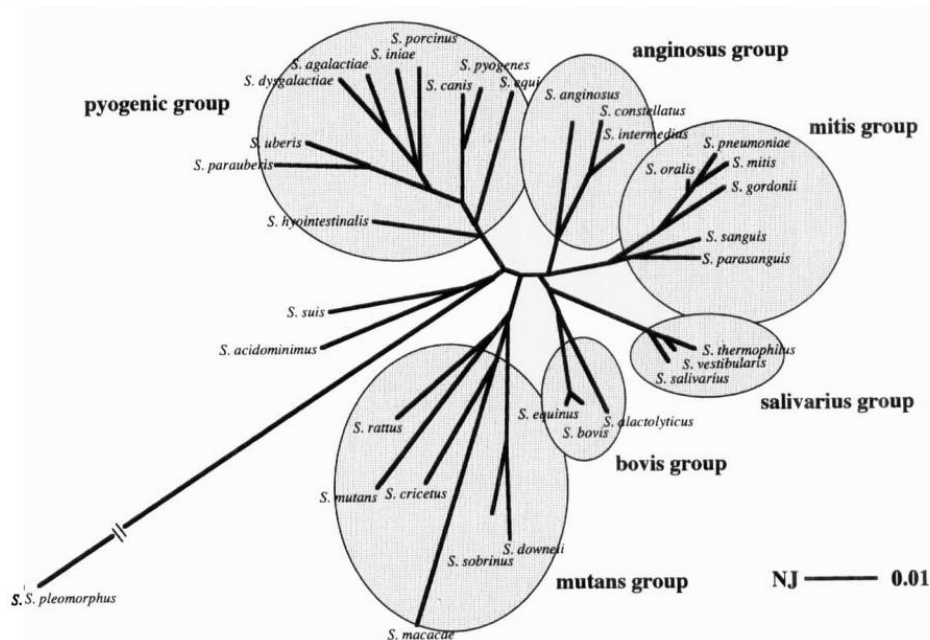 S. porcinus
anginosus group
S. iniae
S. agalactiae
S. pyogenes
S. dysgalactiae
S. canis
S. equi
S. anginosus
pyogenic group
S. constellatus
mitis group
S. intermedius
S. uberis
S. pneumoniae
S. parauberis
S. oralis
S. mitis
S. gordonii
S. hyointestinalis
S. sanguis
S. parasanguis
S. suis
S. acidominimus
S. thermophilus
S. vestibularis
S. salivarius
salivarius group
S. equinus
S. alactolyticus
S. rattus
S. bovis
bovis group
S. mutans
S. cricetus
S. downeii
S. sobrinus
mutans group
NJ 0.01
S. S. pleomorphus
S. macacae